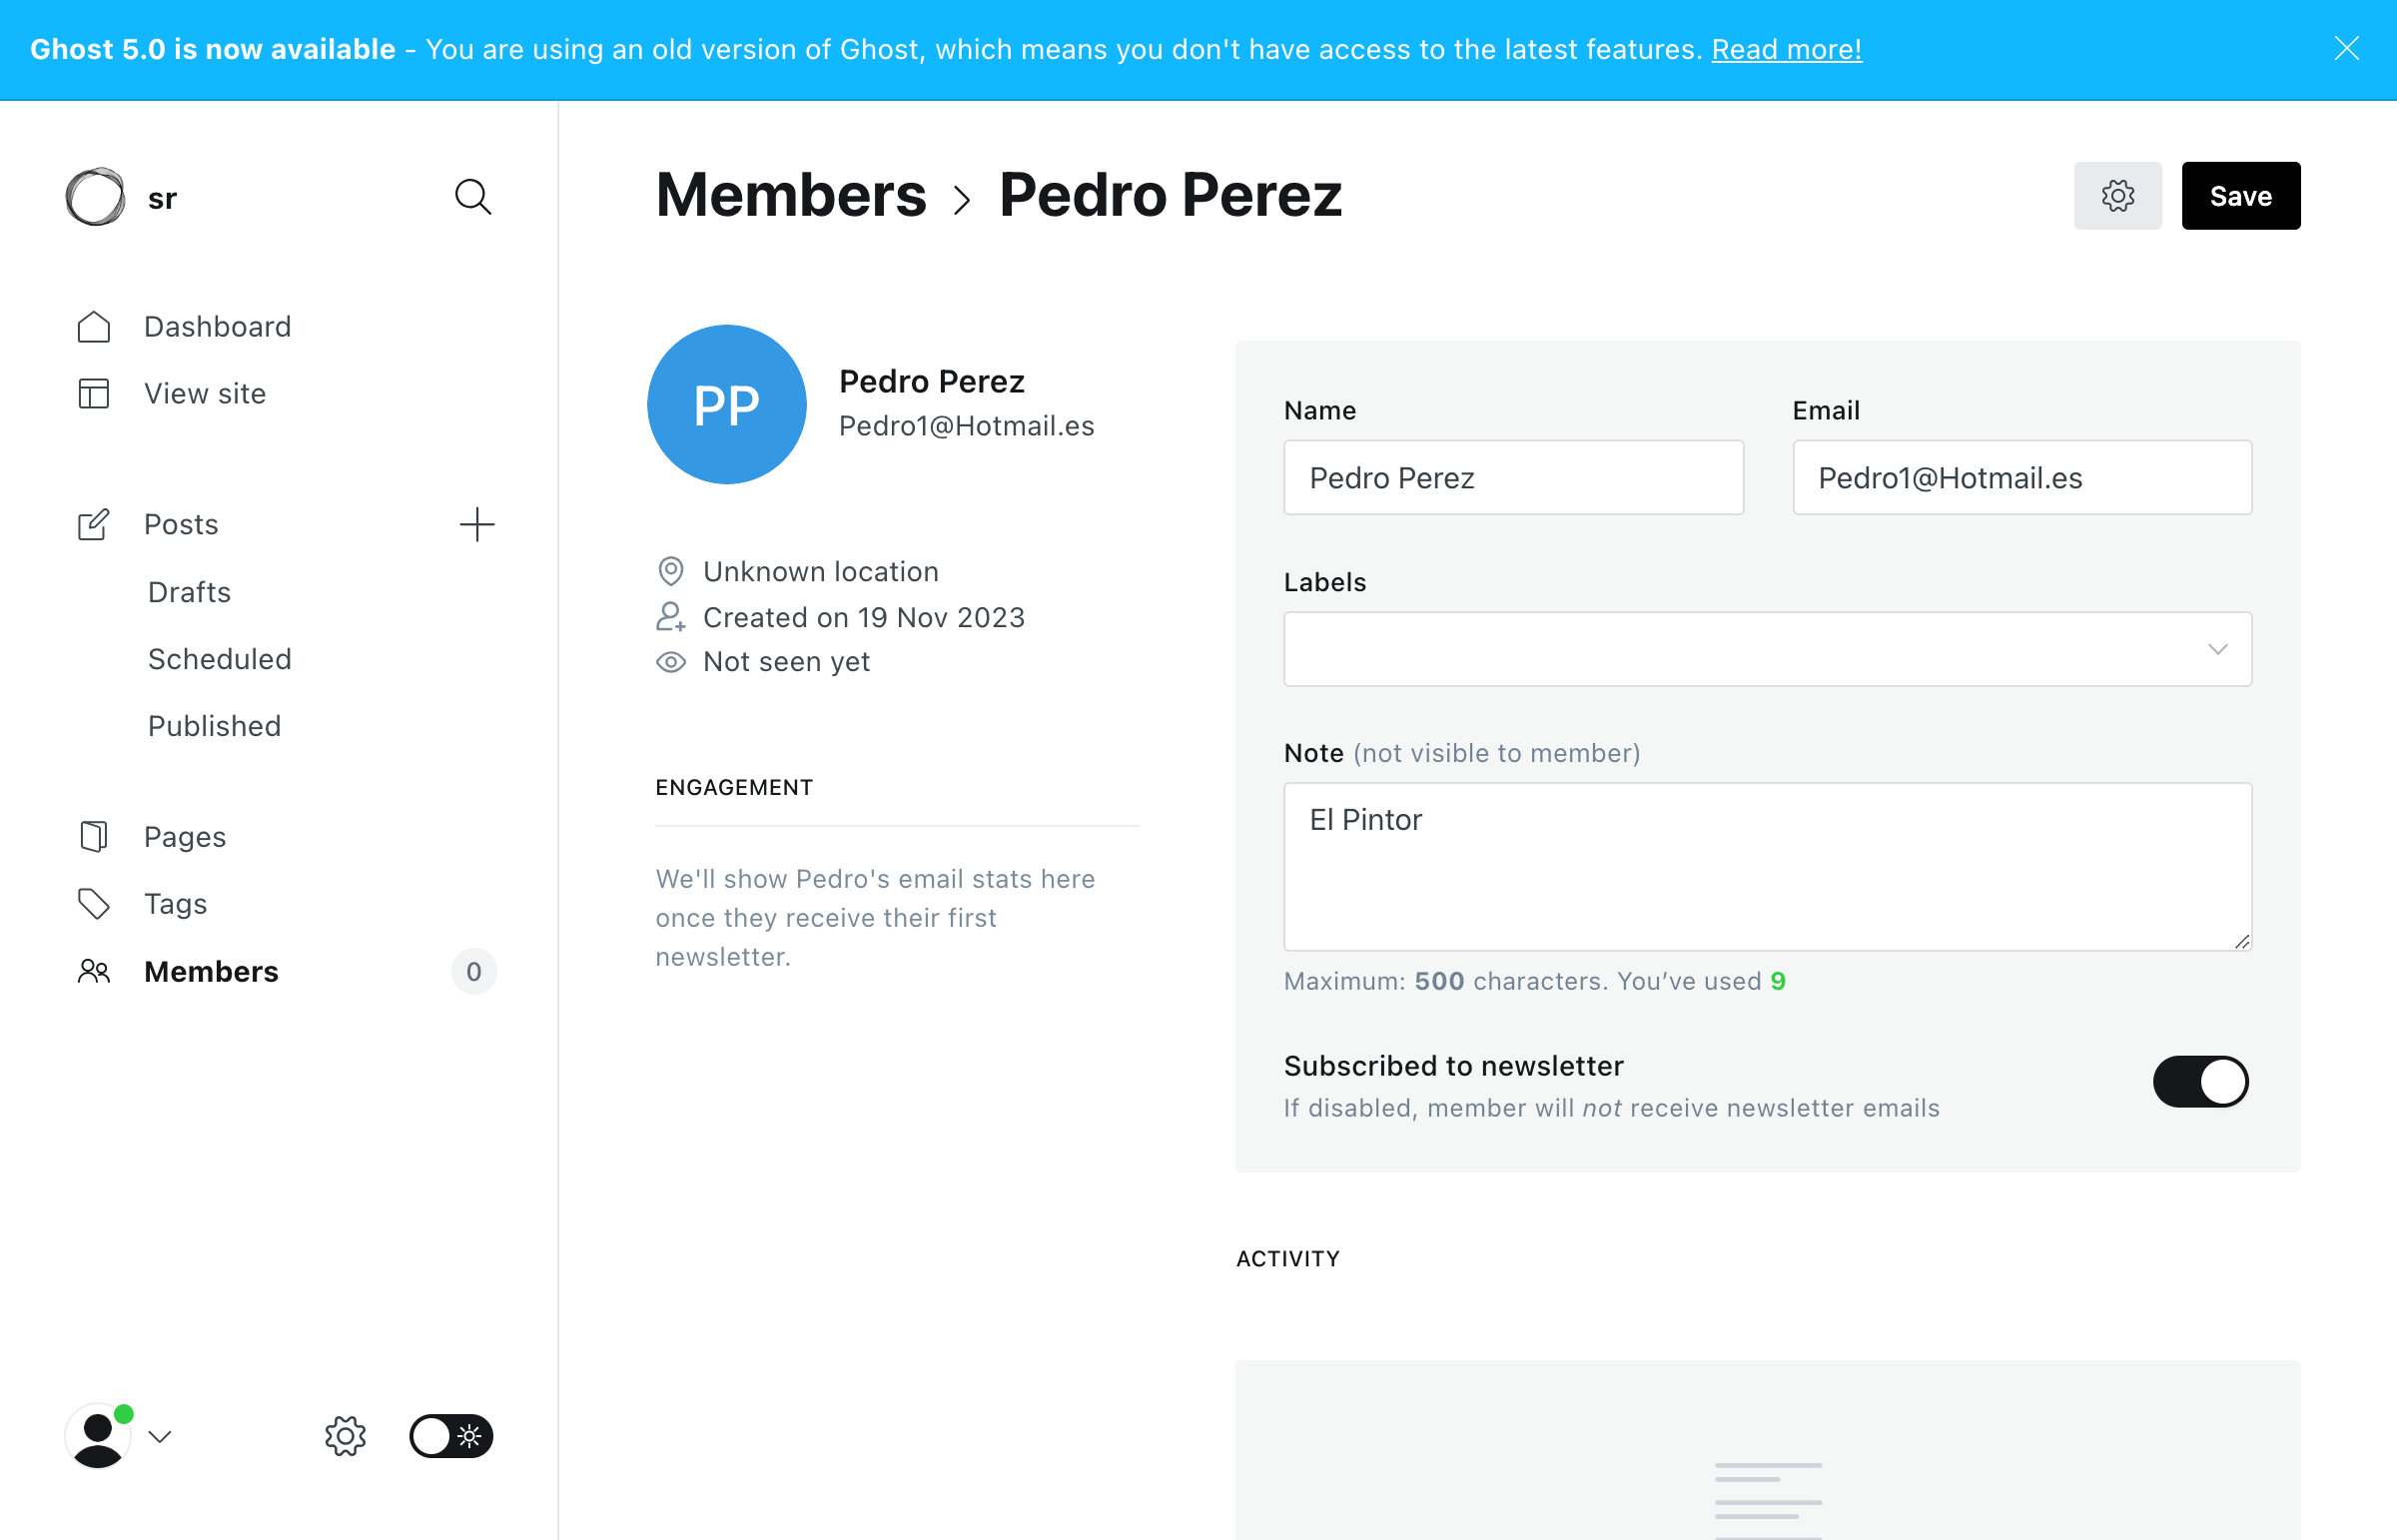 Ghost 5.0 is now available - You are using an old version of Ghost, which means you don't have access to the latest features. Read more!
sr
Dashboard
View site
Posts
Drafts
Scheduled
Published
Pages
Tags
Members 0
Members > Pedro Perez
Save
PP
Pedro Perez
Pedro1@Hotmail.es
Unknown location
Created on 19 Nov 2023
Not seen yet
ENGAGEMENT
We'll show Pedro's email stats here
once they receive their first
newsletter.
Name
Pedro Perez
Email
Pedro1@Hotmail.es
Labels
Note (not visible to member)
El Pintor
Maximum: 500 characters. You’ve used 9
Subscribed to newsletter
If disabled, member will not receive newsletter emails
ACTIVITY